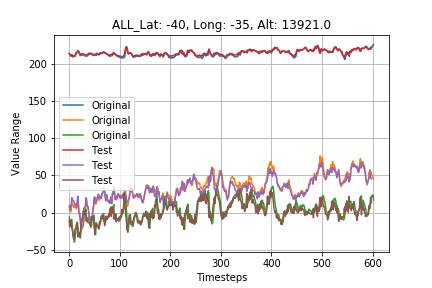 ALL_Lat: -40, Long: -35, Alt: 13921.0
Value Range
200
150
100
50
0
−50
Original
Original
Original
Test
Test
Test
0
100
200
300
400
500
600
Timesteps